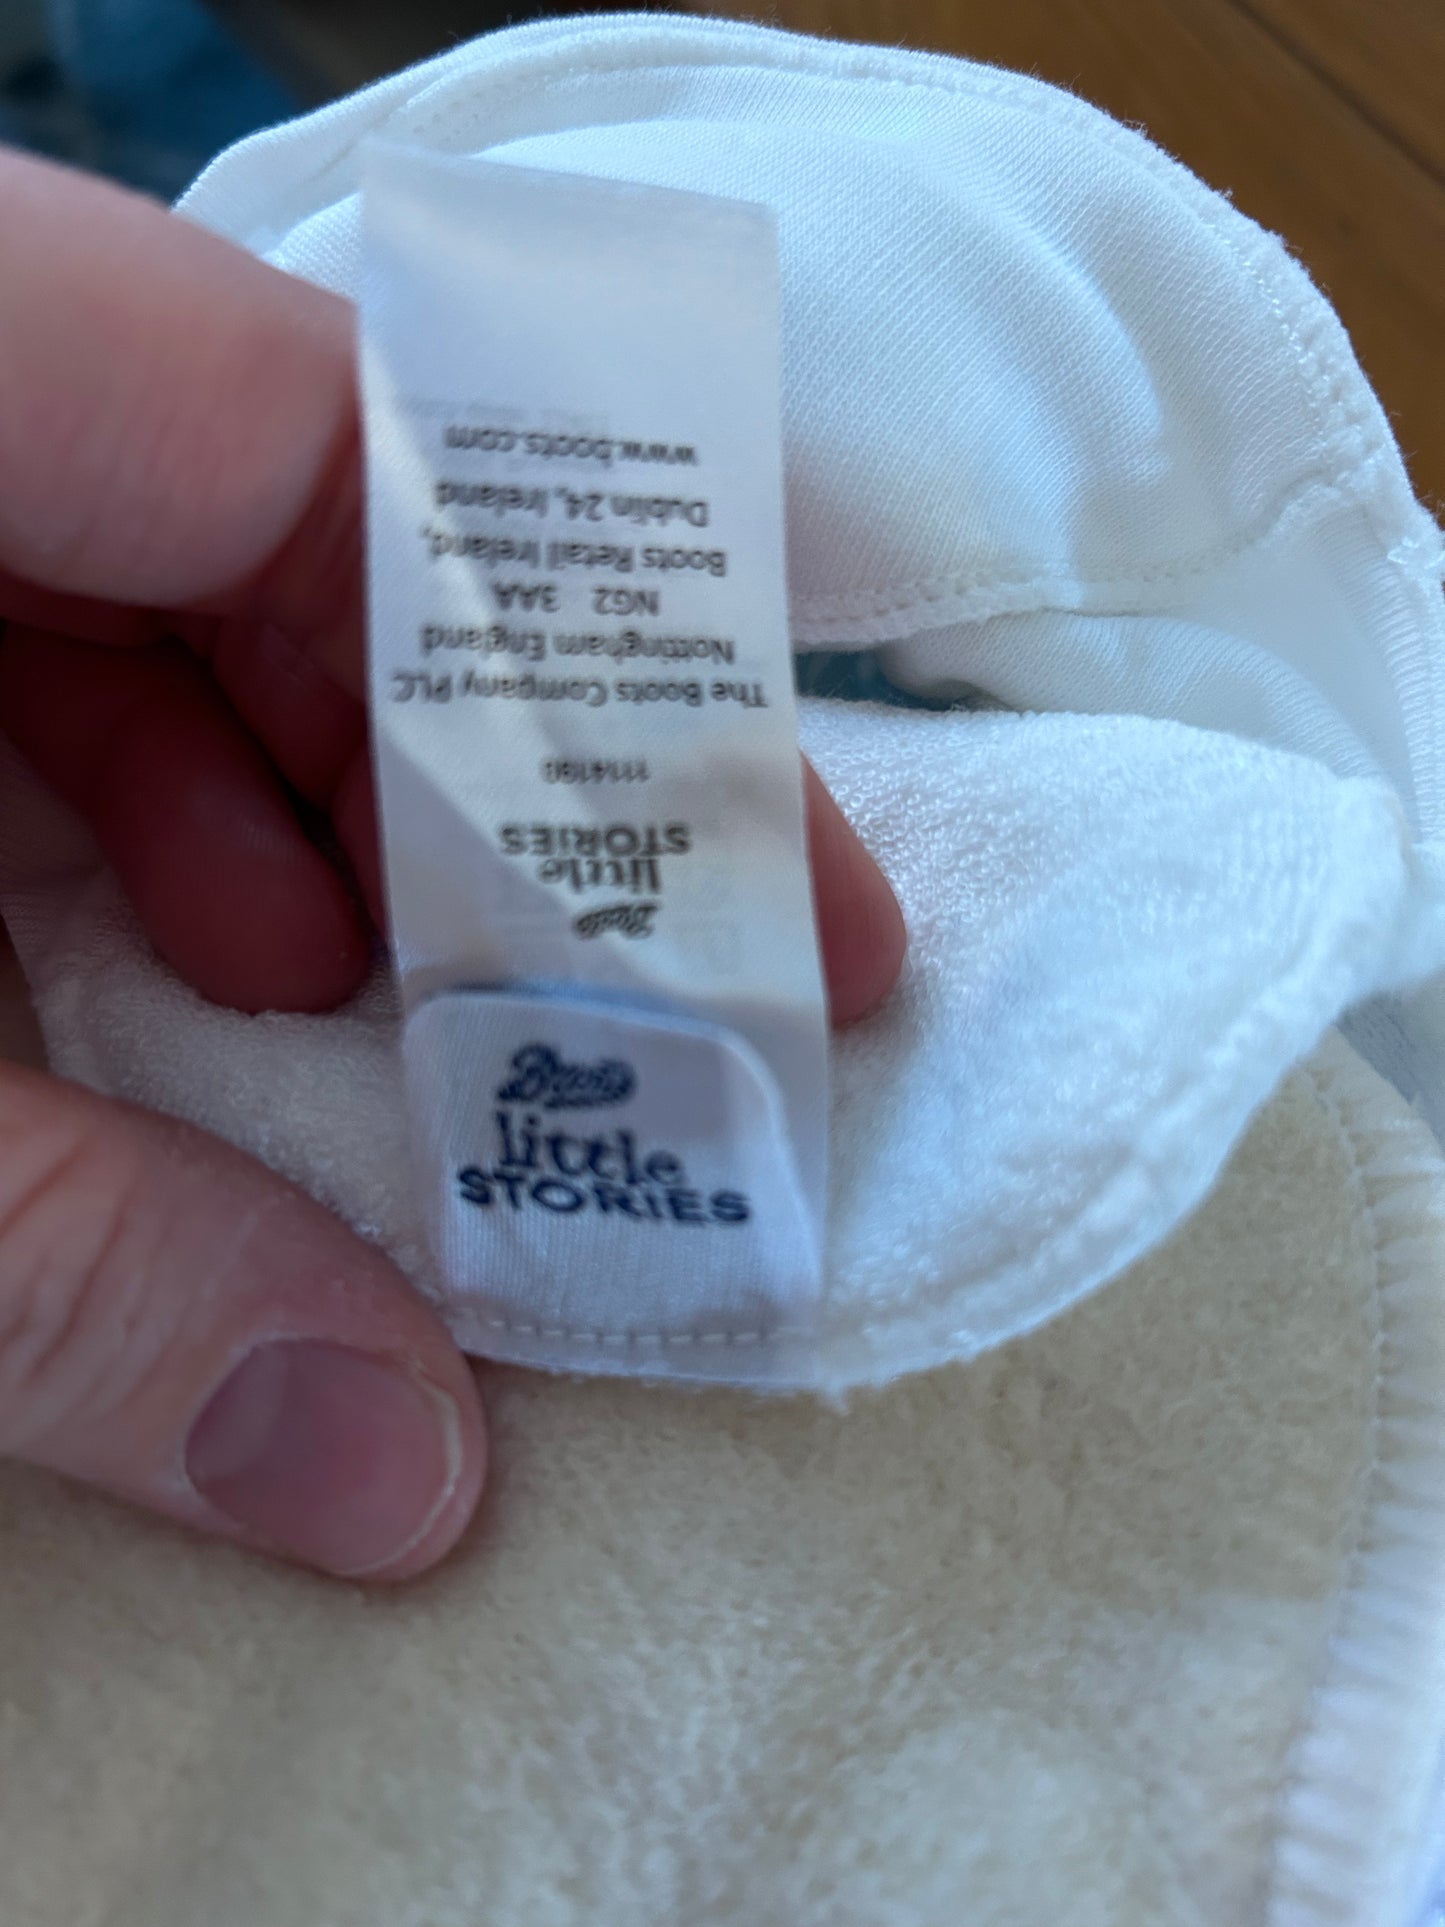 Boots
little
STORIES
Boots
little
STORIES
The Boots Company PLC
Nottingham England
NG2 3AA
Boots Retail Ireland,
Dublin 24, Ireland
www.boots.com